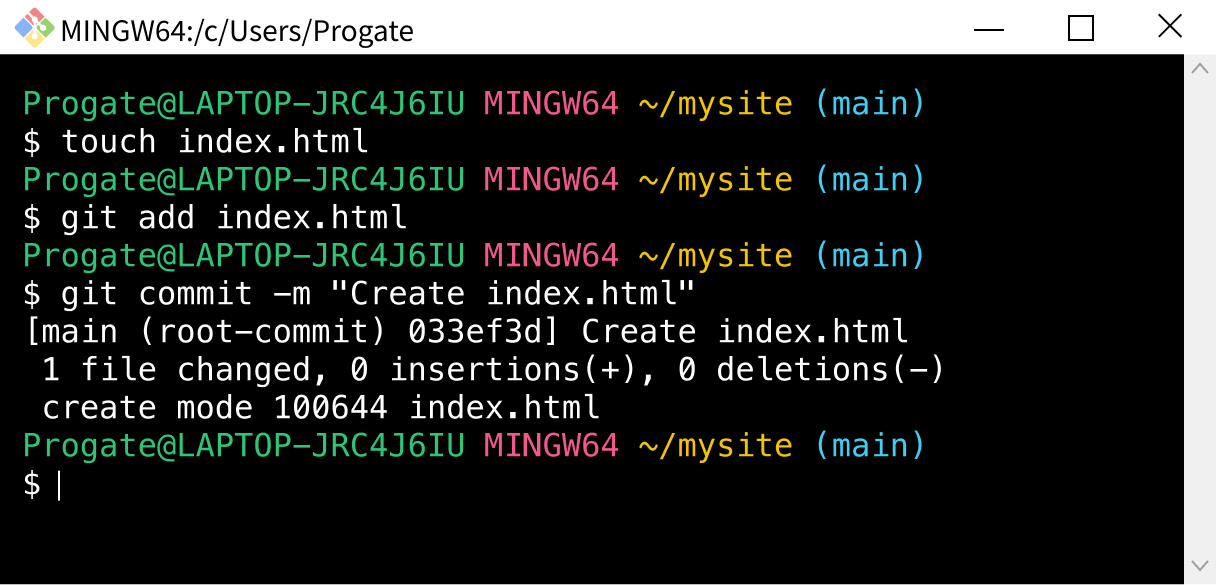 MINGW64:/c/Users/Progate
Progate@LAPTOP-JRC4J6IU MINGW64 ~/mysite (main)
$ touch index.html
Progate@LAPTOP-JRC4J6IU MINGW64 ~/mysite (main)
$ git add index.html
Progate@LAPTOP-JRC4J6IU MINGW64 ~/mysite (main)
$ git commit -m "Create index.html"
[main (root-commit) 033ef3d] Create index.html
 1 file changed, 0 insertions(+), 0 deletions(-)
 create mode 100644 index.html
Progate@LAPTOP-JRC4J6IU MINGW64 ~/mysite (main)
$